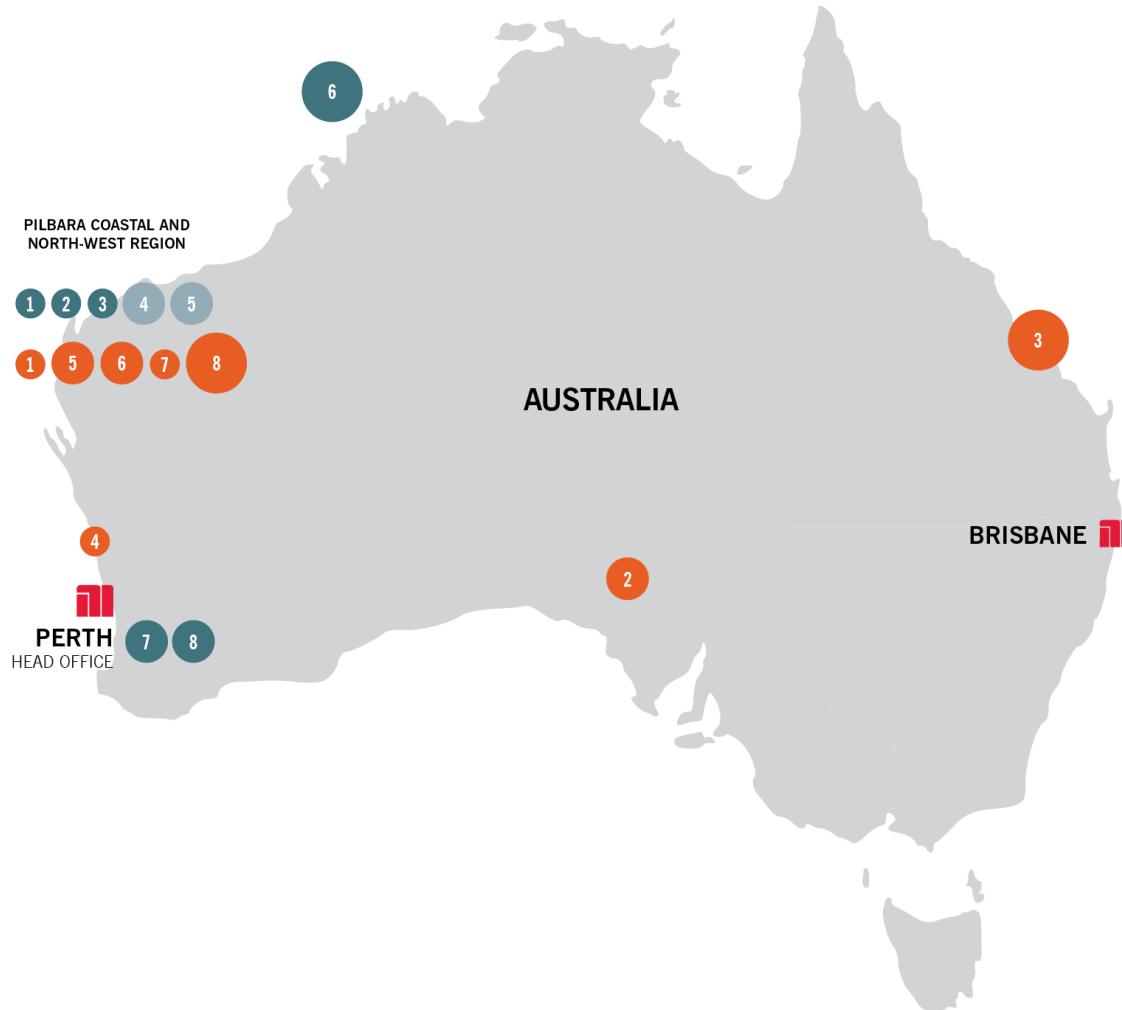 6
PILBARA COASTAL AND
NORTH-WEST REGION
1 2 3 4 5
1 5 6 7 8
3
AUSTRALIA
BRISBANE
4
2
PERTH
HEAD OFFICE
7 8